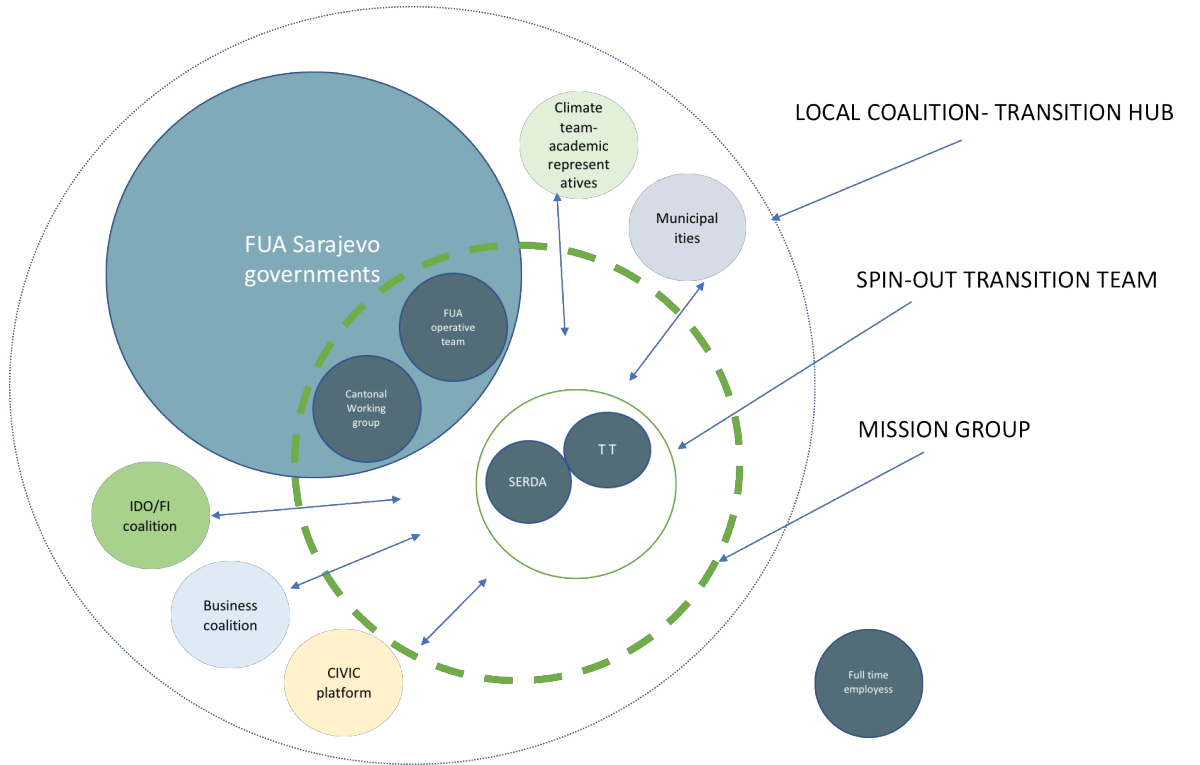 Climate
team-
academic
represent
atives
LOCAL COALITION- TRANSITION HUB
Municipal
ities
FUA Sarajevo
governments
SPIN-OUT TRANSITION TEAM
FUA
operative
team
Cantonal
Working
group
MISSION GROUP
T T
SERDA
IDO/FI
coalition
Business
coalition
CIVIC
platform
Full time
employess